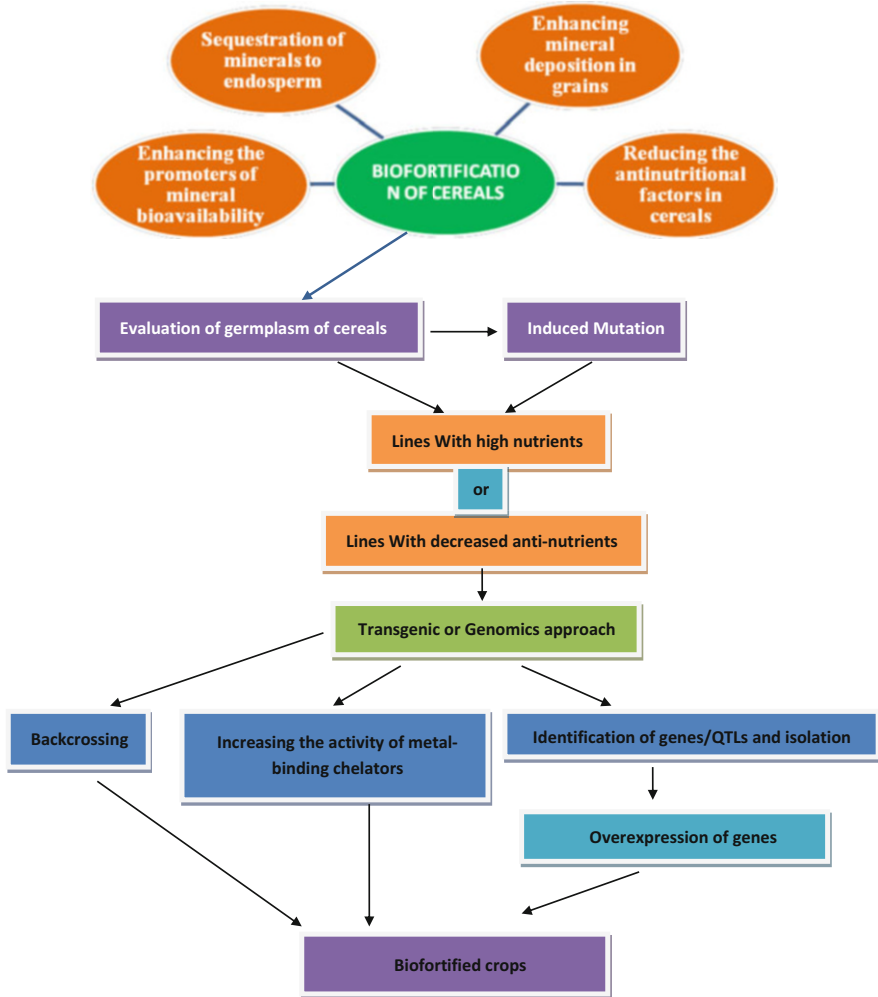 Sequestration of
minerals to
endosperm
Enhancing
mineral
deposition in
grains
Enhancing the
promoters of
mineral
bioavailability
BIOFORTIFICATIO
N OF CEREALS
Reducing the
antinutritional
factors in
cereals
Evaluation of germplasm of cereals
Induced Mutation
Lines With high nutrients
or
Lines With decreased anti-nutrients
Transgenic or Genomics approach
Backcrossing
Increasing the activity of metal-
binding chelators
Identification of genes/QTLs and isolation
Overexpression of genes
Biofortified crops